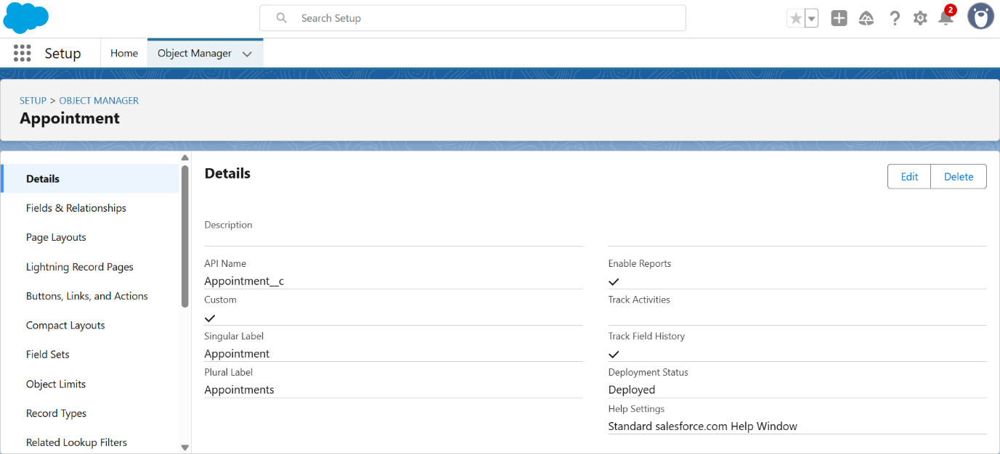 Search Setup
2
Setup
Home
Object Manager
SETUP > OBJECT MANAGER
Appointment
Details
Fields & Relationships
Page Layouts
Lightning Record Pages
Buttons, Links, and Actions
Compact Layouts
Field Sets
Object Limits
Record Types
Related Lookup Filters
Details
Edit
Delete
Description
API Name
Appointment__c
Custom
Singular Label
Appointment
Plural Label
Appointments
Enable Reports
Track Activities
Track Field History
Deployment Status
Deployed
Help Settings
Standard salesforce.com Help Window